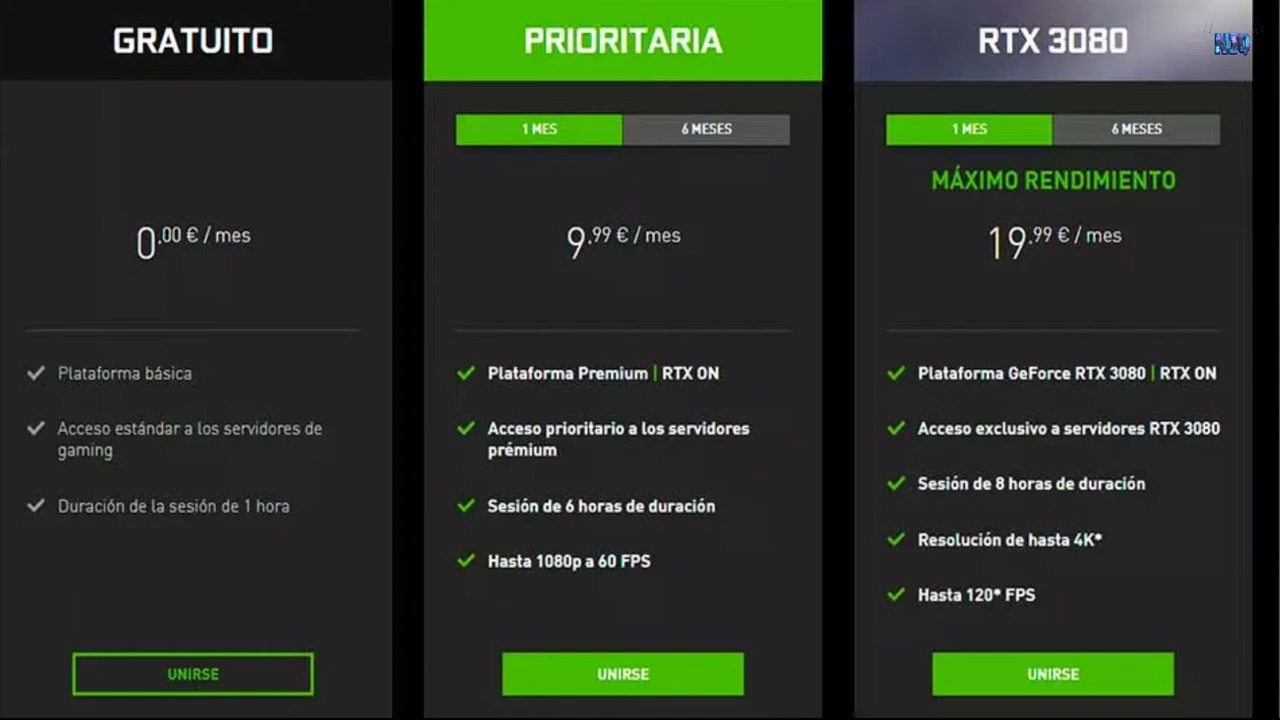 GRATUITO
0,00 € / mes
Plataforma básica
Acceso estándar a los servidores de
gaming
Duración de la sesión de 1 hora
UNIRSE
PRIORITARIA
1 MES
6 MESES
9,99 € / mes
Plataforma Premium | RTX ON
Acceso prioritario a los servidores
prémium
Sesión de 6 horas de duración
Hasta 1080p a 60 FPS
UNIRSE
RTX 3080
1 MES
6 MESES
MÁXIMO RENDIMIENTO
19,99 € / mes
Plataforma GeForce RTX 3080 | RTX ON
Acceso exclusivo a servidores RTX 3080
Sesión de 8 horas de duración
Resolución de hasta 4K*
Hasta 120* FPS
UNIRSE